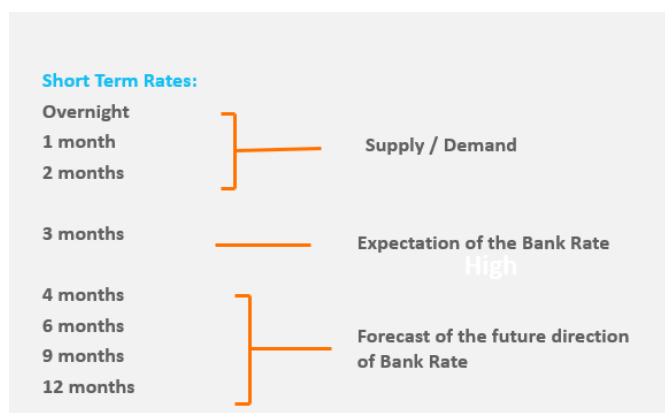 Short Term Rates:
Overnight
1 month
2 months
Supply / Demand
3 months
Expectation of the Bank Rate
High
4 months
6 months
9 months
12 months
Forecast of the future direction
of Bank Rate